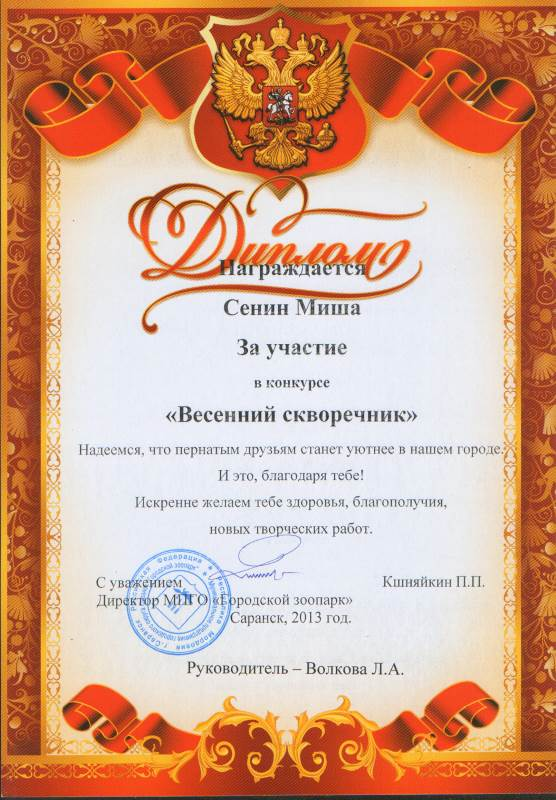 Диплом
Награждается
Сенин Миша
За участие
в конкурсе
«Весенний скворечник»
Надеемся, что пернатым друзьям станет уютнее в нашем городе.
И это, благодаря тебе!
Искренне желаем тебе здоровья, благополучия,
новых творческих работ.
С уважением Кшняйкин П.П.
Директор МПГО «Городской зоопарк»
Саранск, 2013 год.
Руководитель – Волкова Л.А.